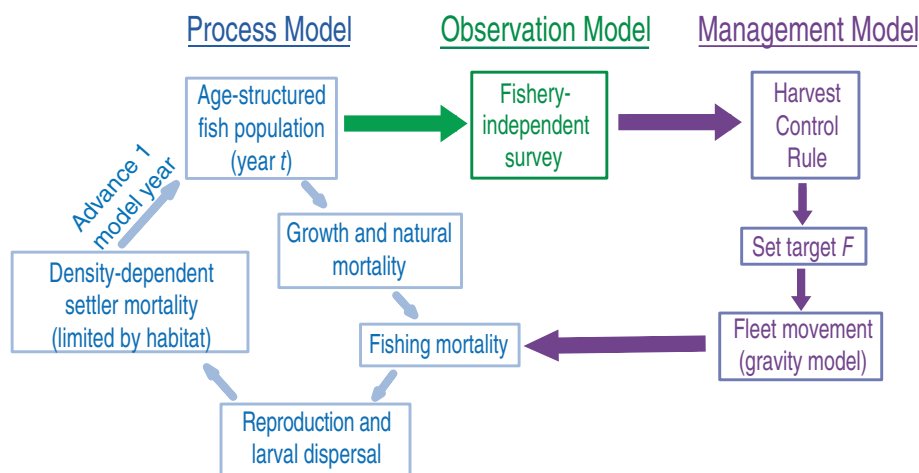 Process Model
Observation Model
Management Model
Age-structured
fish population
(year t)
Fishery-
independent
survey
Harvest
Control
Rule
Advance 1
model year
Growth and natural
mortality
Set target F
Density-dependent
settler mortality
(limited by habitat)
Fishing mortality
Fleet movement
(gravity model)
Reproduction and
larval dispersal